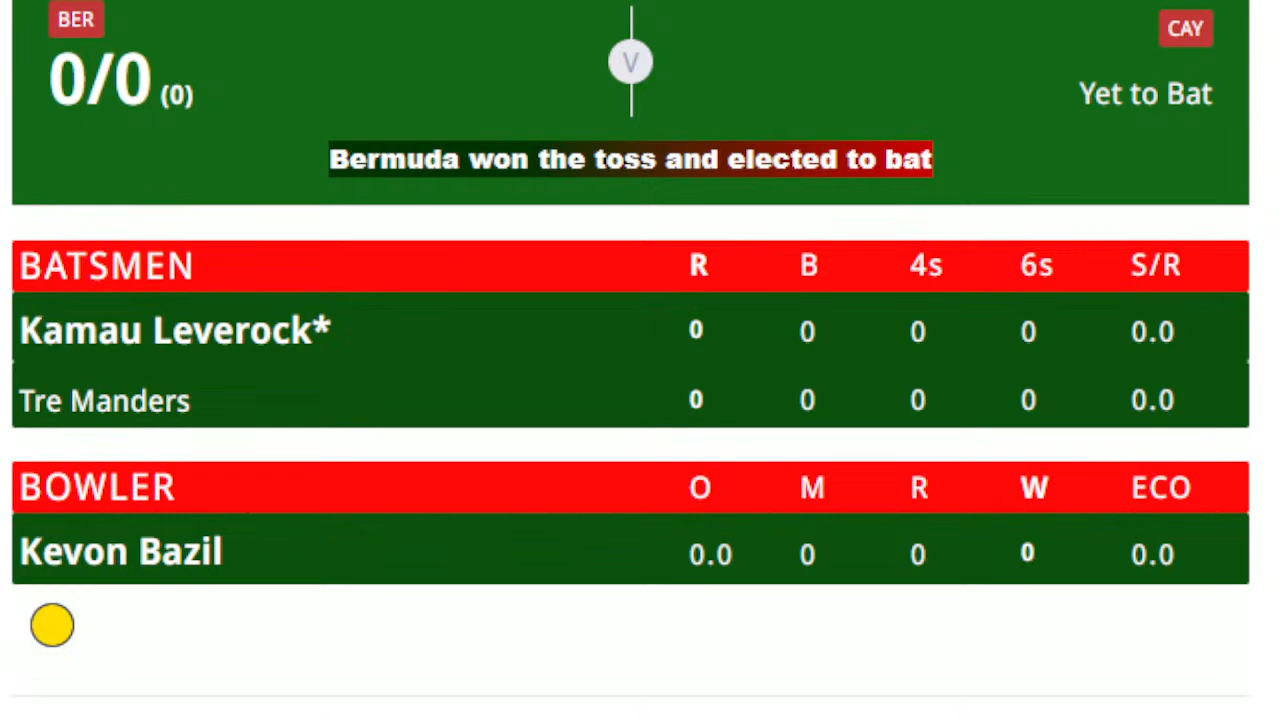 BER
CAY
0/0 (0)
V
Yet to Bat
Bermuda won the toss and elected to bat
BATSMEN R B 4s 6s S/R
Kamau Leverock* 0 0 0 0 0.0
Tre Manders 0 0 0 0 0.0
BOWLER O M R W ECO
Kevon Bazil 0.0 0 0 0 0.0